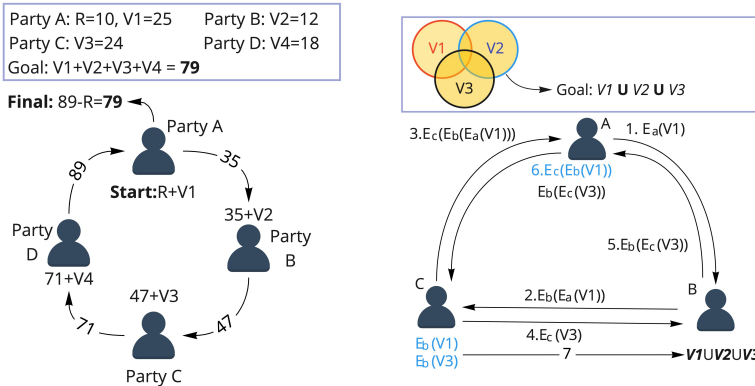 Party A: R=10, V1=25 Party B: V2=12
Party C: V3=24 Party D: V4=18
Goal: V1+V2+V3+V4 = 79
Final: 89-R=79
Party A
Start:R+V1
35
35+V2
Party B
47
47+V3
Party C
71
Party D
71+V4
89
V1
V2
V3
Goal: V1 U V2 U V3
A
1. Ea(V1)
3.Ec(Eb(Ea(V1)))
6.Ec(Eb(V1))
Eb(Ec(V3))
5.Eb(Ec(V3))
C
B
2.Eb(Ea(V1))
4.Ec(V3)
Eb(V1)
Eb(V3)
7
V1UV2UV3